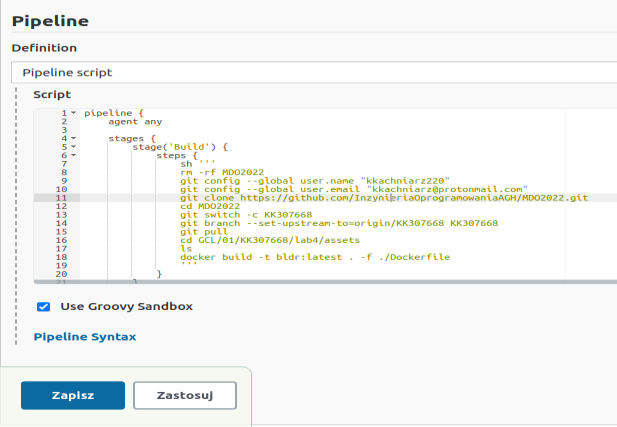 Pipeline
Definition
Pipeline script
Script
1 pipeline {
2 agent any
3
4 stages {
5 stage('Build') {
6 steps {
7 sh '''
8 rm -rf MDO2022
9 git config --global user.name "kkachniarz220"
10 git config --global user.email "kkachniarz@protonmail.com"
11 git clone https://github.com/InzynieriaOprogramowaniaAGH/MDO2022.git
12 cd MDO2022
13 git switch -c KK307668
14 git branch --set-upstream-to=origin/KK307668 KK307668
15 git pull
16 cd GCL/01/KK307668/lab4/assets
17 ls
18 docker build -t bldr:latest . -f ./Dockerfile
19 '''
20 }
21 }
Use Groovy Sandbox
Pipeline Syntax
Zapisz
Zastosuj